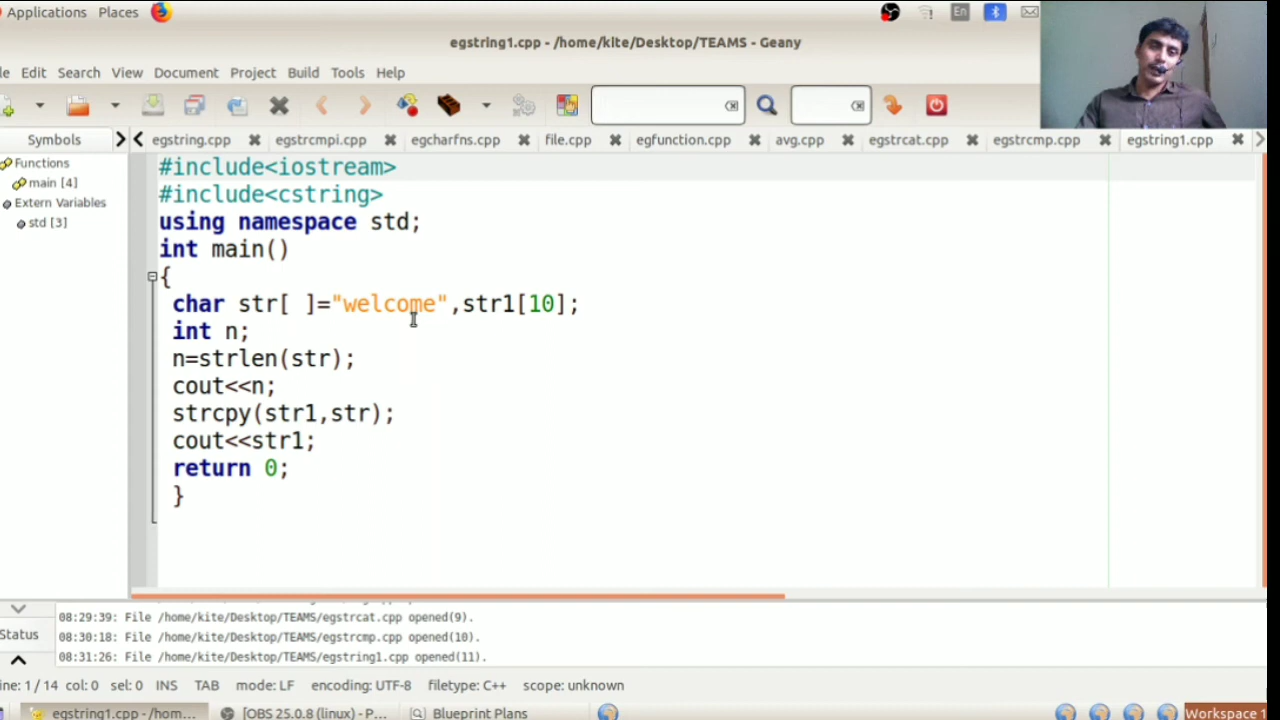 Applications Places En
egstring1.cpp - /home/kite/Desktop/TEAMS - Geany
le Edit Search View Document Project Build Tools Help
Symbols egstring.cpp egstrcmpi.cpp egcharfns.cpp file.cpp egfunction.cpp avg.cpp egstrcat.cpp egstrcmp.cpp egstring1.cpp
Functions
main [4]
Extern Variables
std [3]
#include<iostream>
#include<cstring>
using namespace std;
int main()
{
char str[ ]="welcome",str1[10];
int n;
n=strlen(str);
cout<<n;
strcpy(str1,str);
cout<<str1;
return 0;
}
Status
08:29:39: File /home/kite/Desktop/TEAMS/egstrcat.cpp opened(9).
08:30:18: File /home/kite/Desktop/TEAMS/egstrcmp.cpp opened(10).
08:31:26: File /home/kite/Desktop/TEAMS/egstring1.cpp opened(11).
ine: 1 / 14 col: 0 sel: 0 INS TAB mode: LF encoding: UTF-8 filetype: C++ scope: unknown
egstring1.cpp - /hom... [OBS 25.0.8 (linux) - P... Blueprint Plans Workspace 1